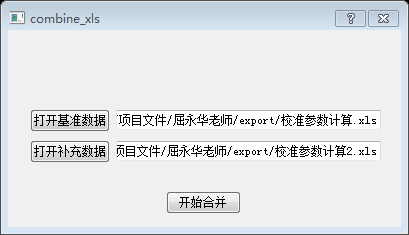 combine_xls
打开基准数据 项目文件/屈永华老师/export/校准参数计算.xls
打开补充数据 项目文件/屈永华老师/export/校准参数计算2.xls
开始合并